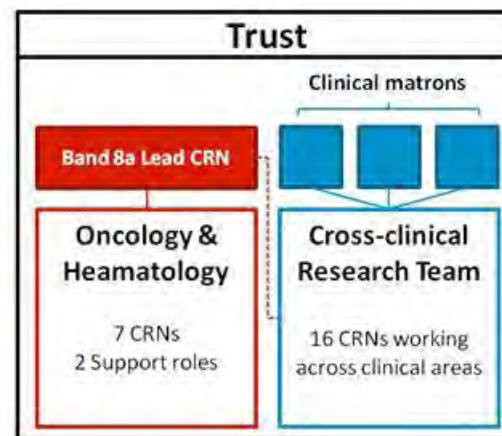 Trust
Clinical matrons
Band 8a Lead CRN
Oncology &
Heamatology
7 CRNs
2 Support roles
Cross-clinical
Research Team
16 CRNs working
across clinical areas